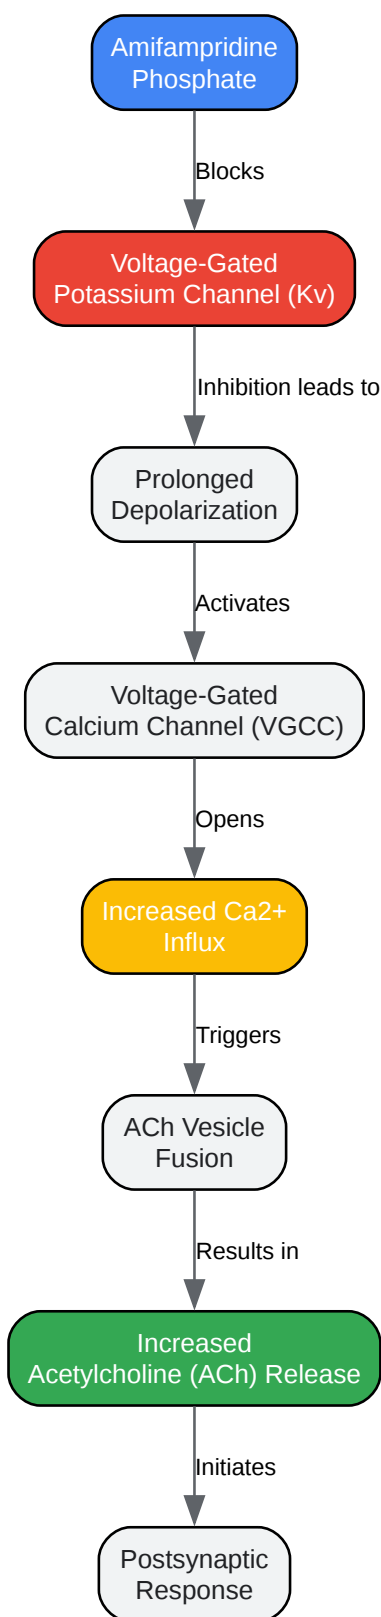 Amifampridine
Phosphate
Blocks
Voltage-Gated
Potassium Channel (Kv)
Inhibition leads to
Prolonged
Depolarization
Activates
Voltage-Gated
Calcium Channel (VGCC)
Opens
Increased Ca2+
Influx
Triggers
ACh Vesicle
Fusion
Results in
Increased
Acetylcholine (ACh) Release
Initiates
Postsynaptic
Response